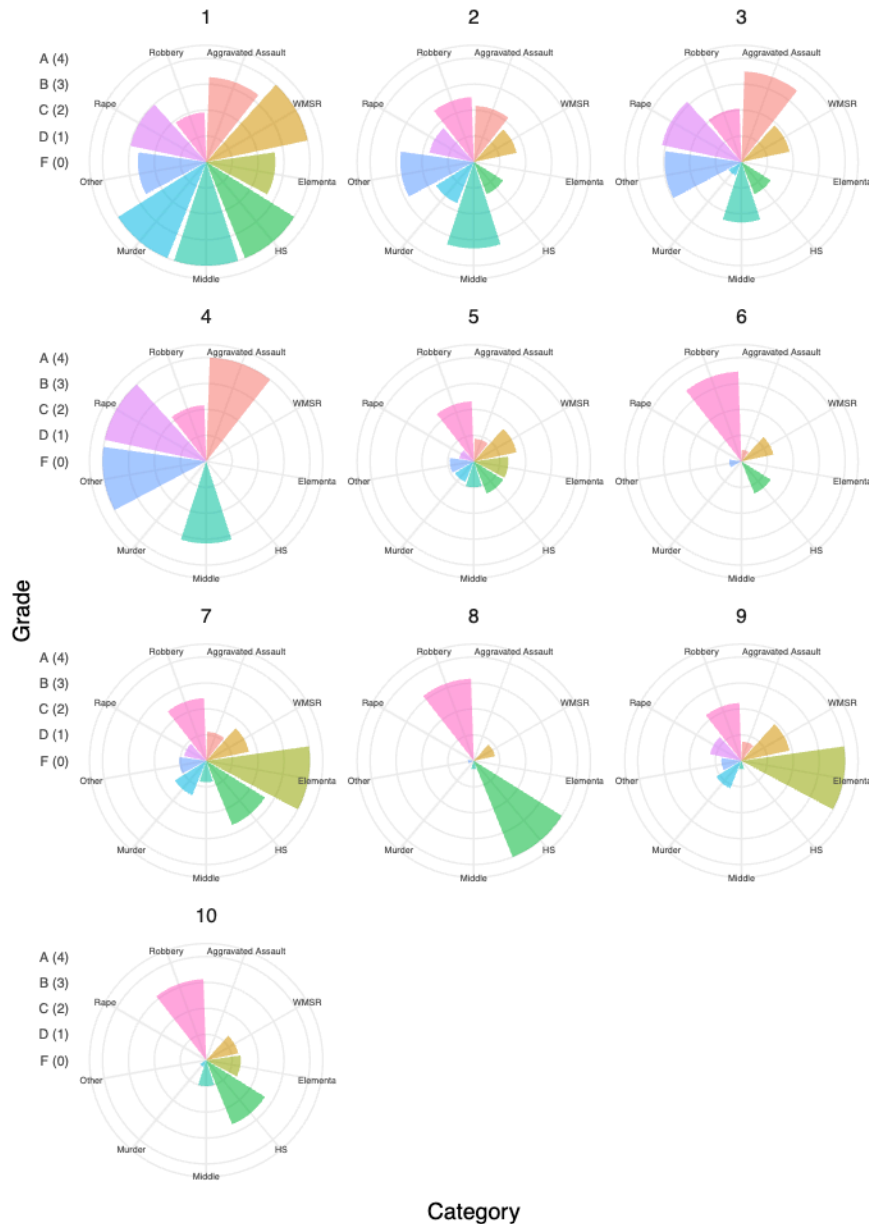 1
2
3
Robbery Aggravated Assault
Robbery Aggravated Assault
Robbery Aggravated Assault
A (4)
B (3)
C (2)
D (1)
F (0)
Rape
WMSR
Rape
WMSR
Rape
WMSR
Other
Elementa
Other
Elementa
Other
Elementa
Murder
HS
Murder
HS
Murder
HS
Middle
Middle
Middle
4
5
6
Robbery Aggravated Assault
Robbery Aggravated Assault
Robbery Aggravated Assault
A (4)
B (3)
C (2)
D (1)
F (0)
Rape
WMSR
Rape
WMSR
Rape
WMSR
Other
Elementa
Other
Elementa
Other
Elementa
Murder
HS
Murder
HS
Murder
HS
Middle
Middle
Middle
Grade
7
8
9
Robbery Aggravated Assault
Robbery Aggravated Assault
Robbery Aggravated Assault
A (4)
B (3)
C (2)
D (1)
F (0)
Rape
WMSR
Rape
WMSR
Rape
WMSR
Other
Elementa
Other
Elementa
Other
Elementa
Murder
HS
Murder
HS
Murder
HS
Middle
Middle
Middle
10
Robbery Aggravated Assault
A (4)
B (3)
C (2)
D (1)
F (0)
Rape
WMSR
Other
Elementa
Murder
HS
Middle
Category